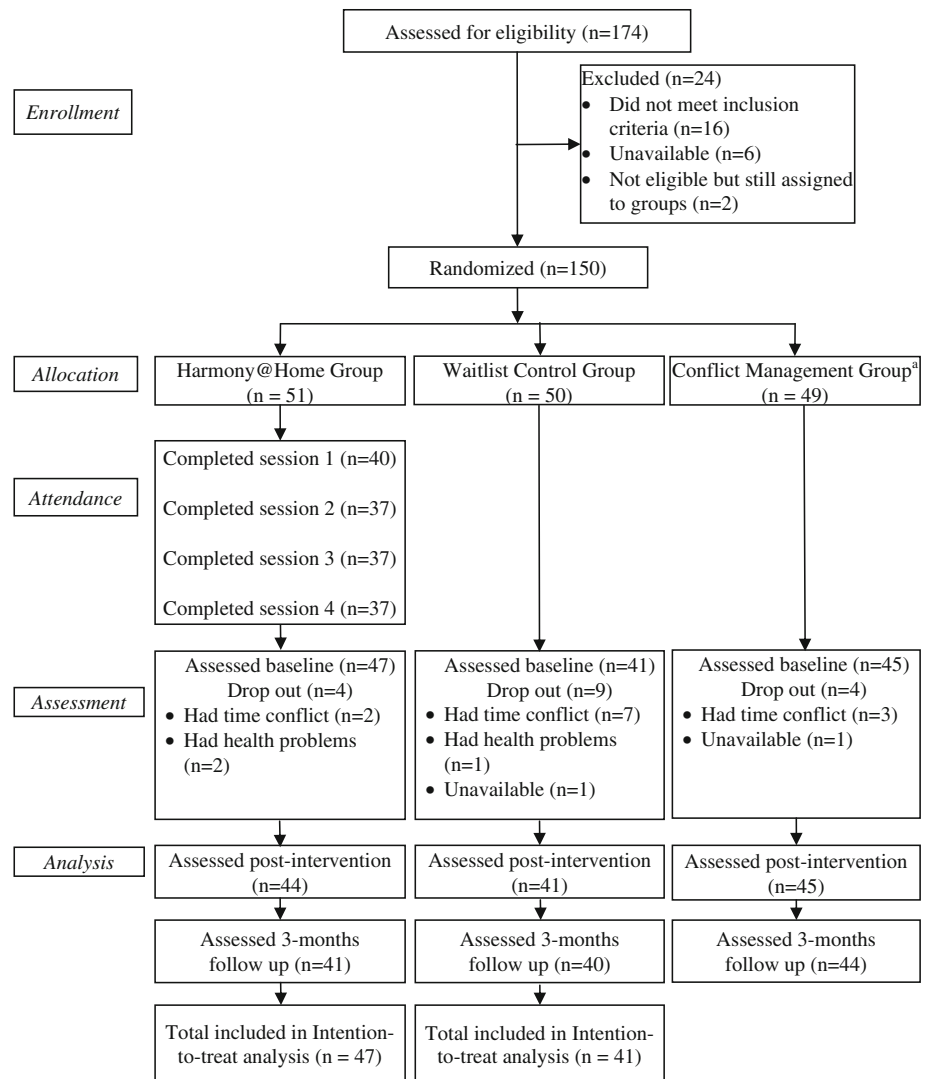 Assessed for eligibility (n=174)
Enrollment
Excluded (n=24)
• Did not meet inclusion
criteria (n=16)
• Unavailable (n=6)
• Not eligible but still assigned
to groups (n=2)
Randomized (n=150)
Allocation
Harmony@Home Group
(n = 51)
Waitlist Control Group
(n = 50)
Conflict Management Groupᵃ
(n = 49)
Attendance
Completed session 1 (n=40)
Completed session 2 (n=37)
Completed session 3 (n=37)
Completed session 4 (n=37)
Assessment
Assessed baseline (n=47)
Drop out (n=4)
• Had time conflict (n=2)
• Had health problems
(n=2)
Assessed baseline (n=41)
Drop out (n=9)
• Had time conflict (n=7)
• Had health problems
(n=1)
• Unavailable (n=1)
Assessed baseline (n=45)
Drop out (n=4)
• Had time conflict (n=3)
• Unavailable (n=1)
Analysis
Assessed post-intervention
(n=44)
Assessed post-intervention
(n=41)
Assessed post-intervention
(n=45)
Assessed 3-months
follow up (n=41)
Assessed 3-months
follow up (n=40)
Assessed 3-months
follow up (n=44)
Total included in Intention-
to-treat analysis (n = 47)
Total included in Intention-
to-treat analysis (n = 41)